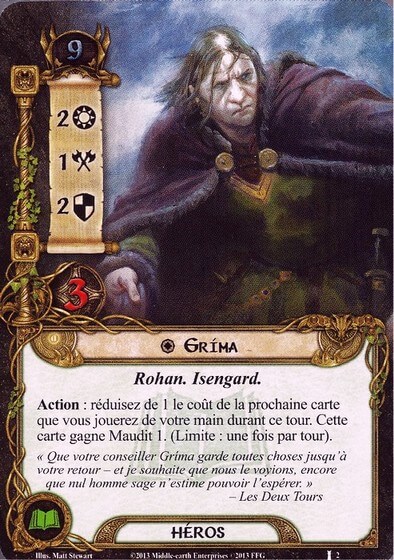 9
2
1
2
3
GRÍMA
Rohan. Isengard.
Action : réduisez de 1 le coût de la prochaine carte
que vous jouerez de votre main durant ce tour. Cette
carte gagne Maudit 1. (Limite : une fois par tour).
« Que votre conseiller Gríma garde toutes choses jusqu'à
votre retour – et je souhaite que nous le voyions, encore
que nul homme sage n'estime pouvoir l'espérer. »
– Les Deux Tours
HÉROS
Illus. Matt Stewart ©2013 Middle-earth Enterprises ⁄ 2013 FFG 2